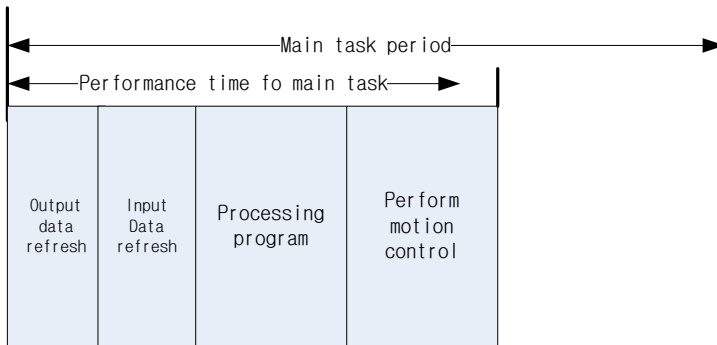 Main task period
Performance time fo main task
Output
data
refresh
Input
Data
refresh
Processing
program
Perform
motion
control